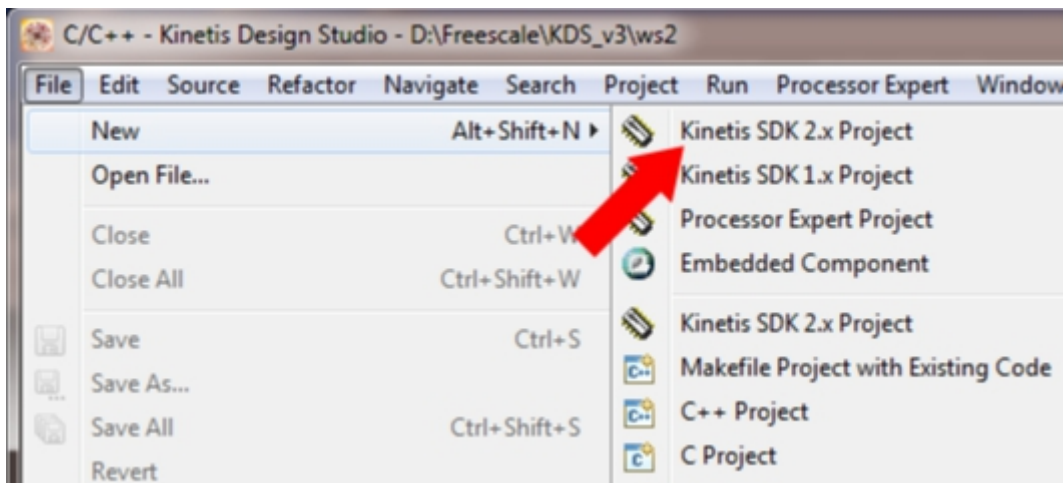 C/C++ - Kinetis Design Studio - D:\Freescale\KDS_v3\ws2
File Edit Source Refactor Navigate Search Project Run Processor Expert Window
New Alt+Shift+N
Open File...
Close Ctrl+W
Close All Ctrl+Shift+W
Save Ctrl+S
Save As...
Save All Ctrl+Shift+S
Revert
Kinetis SDK 2.x Project
Kinetis SDK 1.x Project
Processor Expert Project
Embedded Component
Kinetis SDK 2.x Project
Makefile Project with Existing Code
C++ Project
C Project